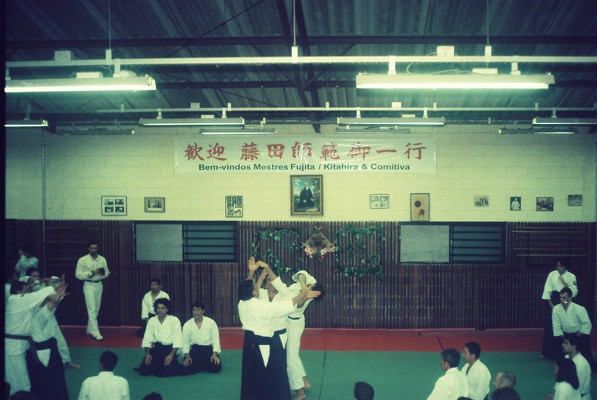 歓迎 藤田師範御一行
Bem-vindos Mestres Fujita / Kitahira & Comitiva